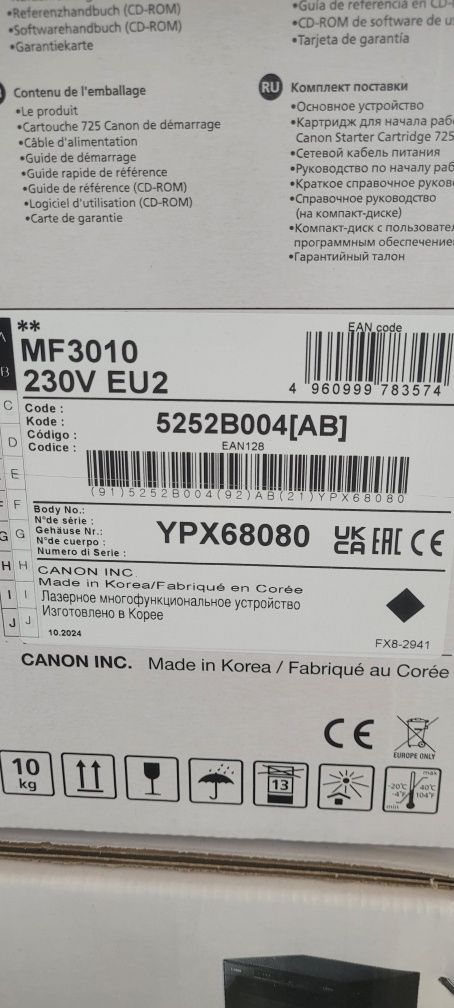 •Referenzhandbuch (CD-ROM)
•Softwarehandbuch (CD-ROM)
•Garantiekarte
•Guía de referencia en CD-
•CD-ROM de software de u
•Tarjeta de garantía
Contenu de l'emballage
•Le produit
•Cartouche 725 Canon de démarrage
•Câble d'alimentation
•Guide de démarrage
•Guide rapide de référence
•Guide de référence (CD-ROM)
•Logiciel d'utilisation (CD-ROM)
•Carte de garantie
RU Комплект поставки
•Основное устройство
•Картридж для начала раб
Canon Starter Cartridge 725
•Сетевой кабель питания
•Руководство по началу раб
•Краткое справочное руков
•Справочное руководство
(на компакт-диске)
•Компакт-диск с пользовател
программным обеспечение
•Гарантийный талон
**
MF3010
230V EU2
EAN code
4 960999 783574
A
B
C
D
E
F F
G G
H H
I I
J J
Code :
Kode :
Código :
Codice :
5252B004[AB]
EAN128
(91)5252B004(92)AB(21)YPX68080
Body No.:
N°de série :
Gehäuse Nr.:
N°de cuerpo :
Numero di Serie :
YPX68080
UK CA EAC CE
CANON INC.
Made in Korea/Fabriqué en Corée
Лазерное многофункциональное устройство
Изготовлено в Корее
10.2024
FX8-2941
CANON INC. Made in Korea / Fabriqué au Corée
CE
EUROPE ONLY
10
kg
13
max
-20°C
-4°F
40°C
104°F
min